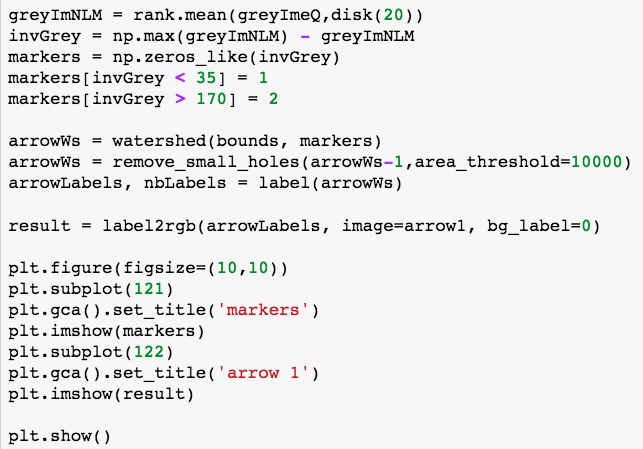 greyImNLM = rank.mean(greyImeQ,disk(20))
invGrey = np.max(greyImNLM) - greyImNLM
markers = np.zeros_like(invGrey)
markers[invGrey < 35] = 1
markers[invGrey > 170] = 2
arrowWs = watershed(bounds, markers)
arrowWs = remove_small_holes(arrowWs-1,area_threshold=10000)
arrowLabels, nbLabels = label(arrowWs)
result = label2rgb(arrowLabels, image=arrow1, bg_label=0)
plt.figure(figsize=(10,10))
plt.subplot(121)
plt.gca().set_title('markers')
plt.imshow(markers)
plt.subplot(122)
plt.gca().set_title('arrow 1')
plt.imshow(result)
plt.show()